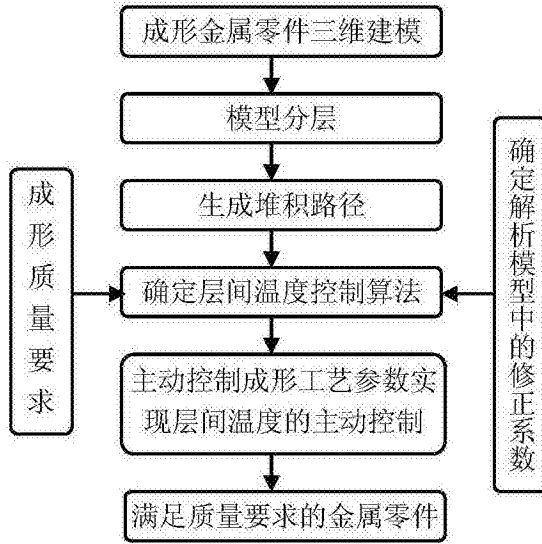 成形金属零件三维建模
模型分层
生成堆积路径
成形质量要求
确定层间温度控制算法
确定解析模型中的修正系数
主动控制成形工艺参数实
现层间温度的主动控制
满足质量要求的金属零件